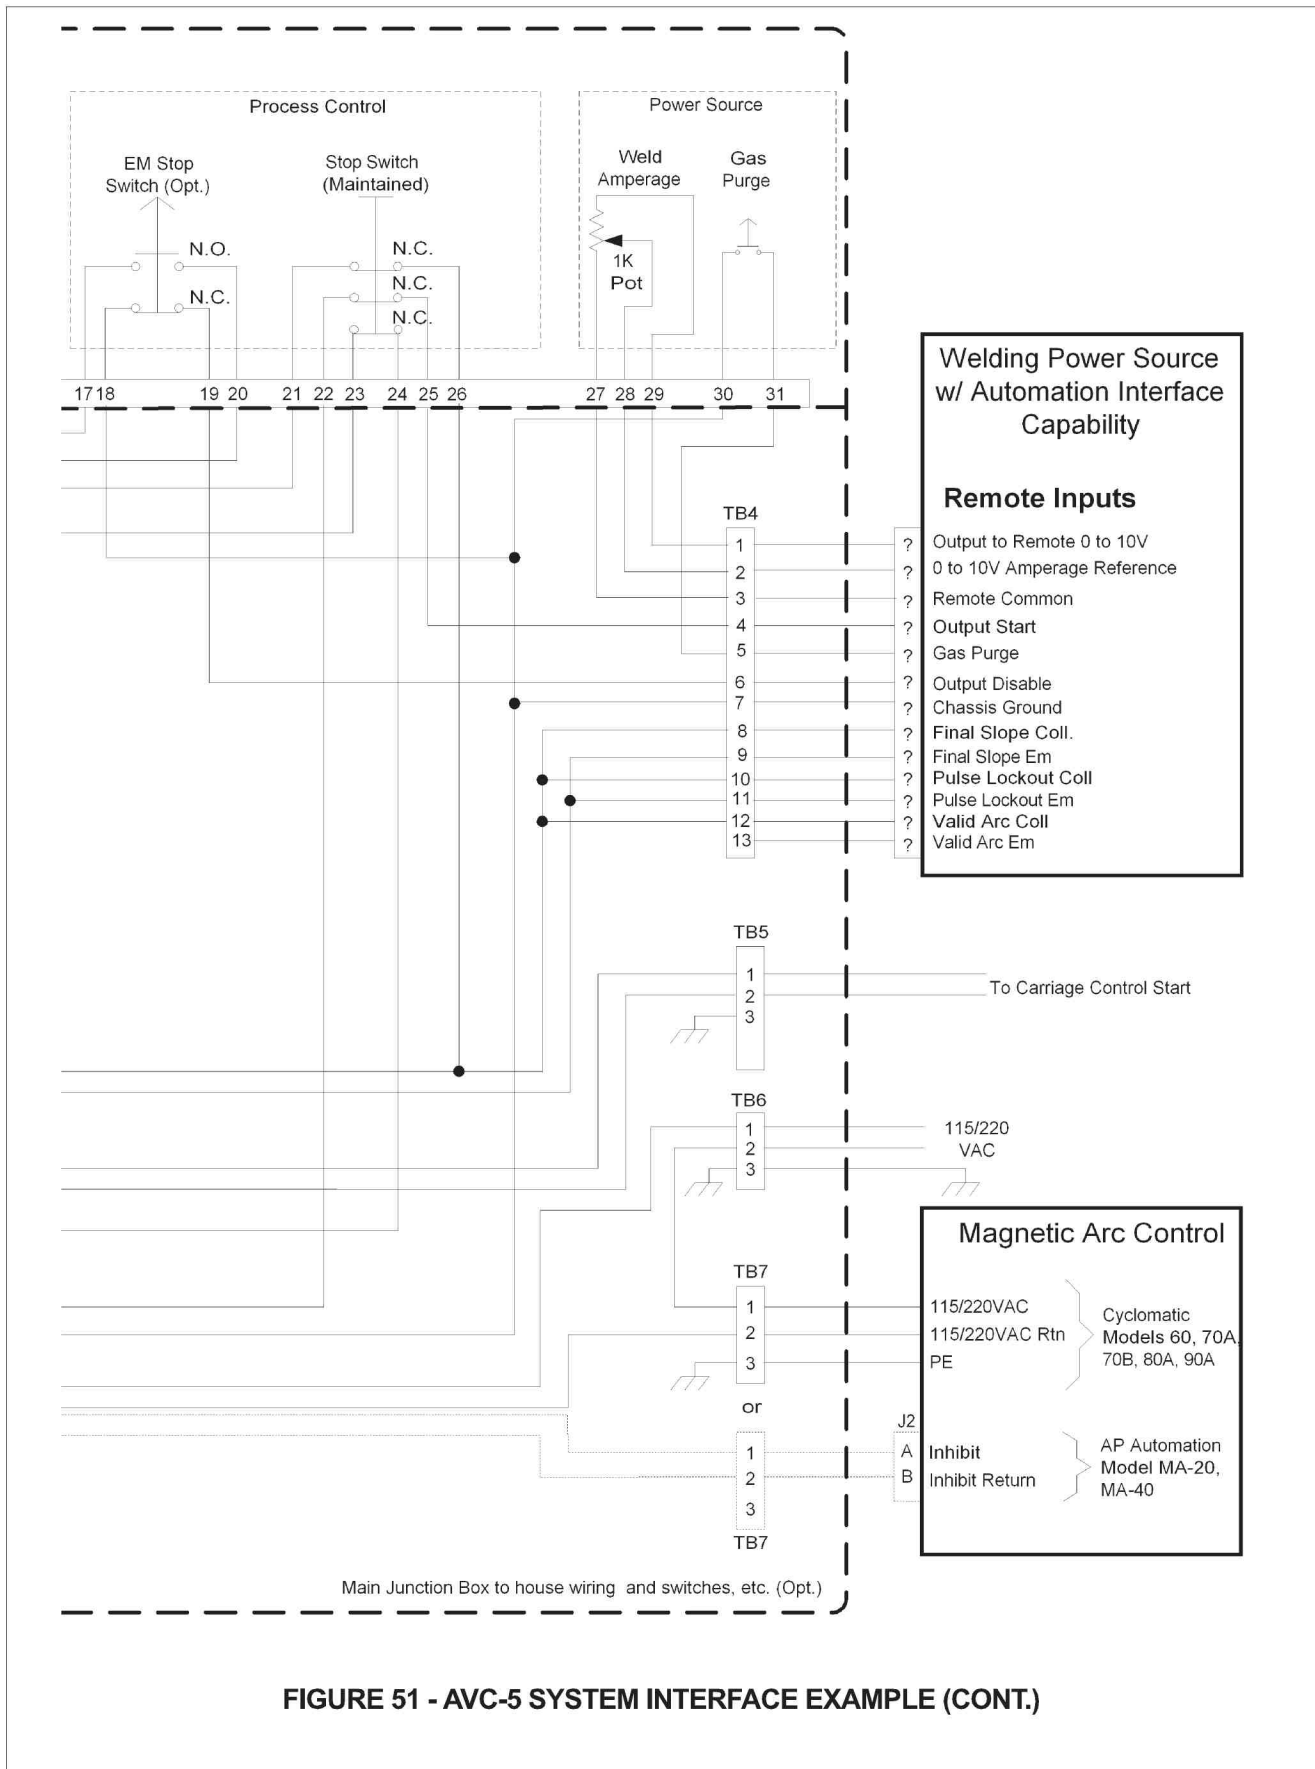 Process Control
Power Source
EM Stop
Switch (Opt.)
Stop Switch
(Maintained)
Weld
Amperage
Gas
Purge
N.O.
N.C.
N.C.
N.C.
N.C.
1K
Pot
17 18 19 20 21 22 23 24 25 26 27 28 29 30 31
Welding Power Source
w/ Automation Interface
Capability
Remote Inputs
TB4
1 ? Output to Remote 0 to 10V
2 ? 0 to 10V Amperage Reference
3 ? Remote Common
4 ? Output Start
5 ? Gas Purge
6 ? Output Disable
7 ? Chassis Ground
8 ? Final Slope Coll.
9 ? Final Slope Em
10 ? Pulse Lockout Coll
11 ? Pulse Lockout Em
12 ? Valid Arc Coll
13 ? Valid Arc Em
TB5
1
2
3
To Carriage Control Start
TB6
1
2
3
115/220
VAC
Magnetic Arc Control
TB7
1 115/220VAC
2 115/220VAC Rtn
3 PE
Cyclomatic
Models 60, 70A,
70B, 80A, 90A
or
J2
1 A Inhibit
2 B Inhibit Return
3
TB7
AP Automation
Model MA-20,
MA-40
Main Junction Box to house wiring and switches, etc. (Opt.)
FIGURE 51 - AVC-5 SYSTEM INTERFACE EXAMPLE (CONT.)